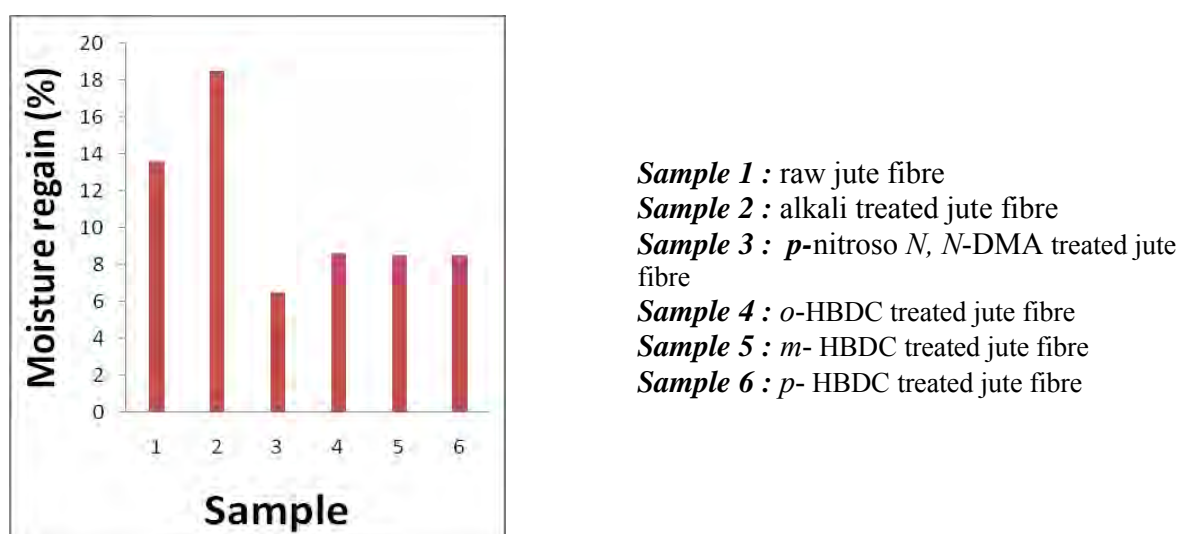 20
18
16
14
12
10
8
6
4
2
0
Moisture regain (%)
1 2 3 4 5 6
Sample
Sample 1 : raw jute fibre
Sample 2 : alkali treated jute fibre
Sample 3 : p-nitroso N, N-DMA treated jute
fibre
Sample 4 : o-HBDC treated jute fibre
Sample 5 : m- HBDC treated jute fibre
Sample 6 : p- HBDC treated jute fibre